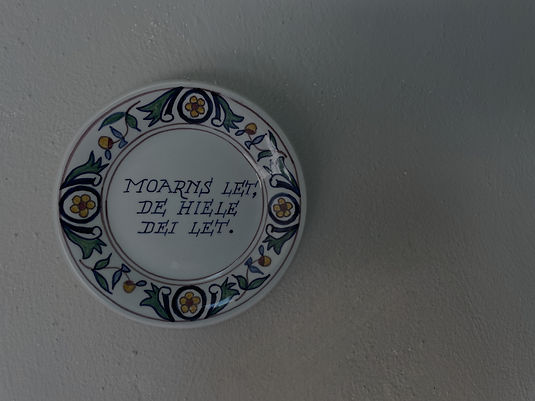 MOARNS LET,
DE HIELE
DEI LET.